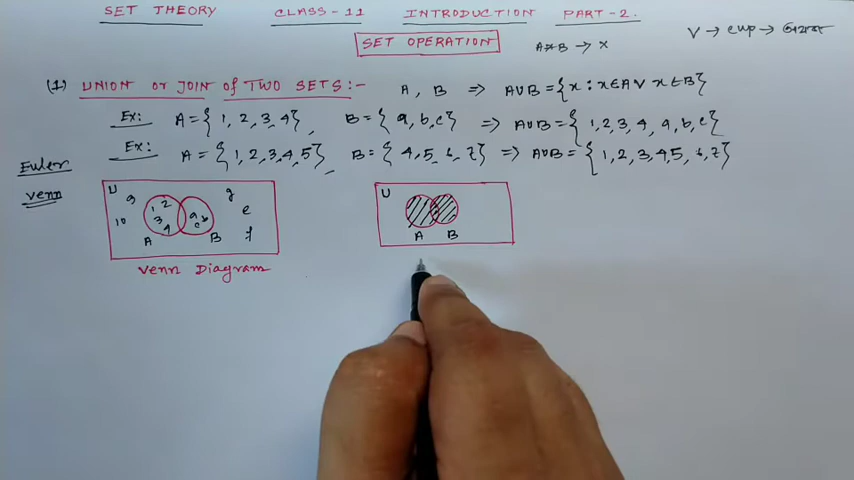 SET THEORY CLASS-11 INTRODUCTION PART-2.
SET OPERATION A*B → x V → cup →
(1) UNION or JOIN of TWO SETS:- A, B ⇒ A∪B = {x : x∈A ∨ x∈B}
Ex: A = {1, 2, 3, 4}, B = {a, b, c} ⇒ A∪B = {1, 2, 3, 4, a, b, c}
Ex: A = {1, 2, 3, 4, 5}, B = {4, 5, 6, 7} ⇒ A∪B = {1, 2, 3, 4, 5, 6, 7}
Euler
venn
U 9 10 1 2 3 4 a b c g e f
A B
U
A B
Venn Diagram